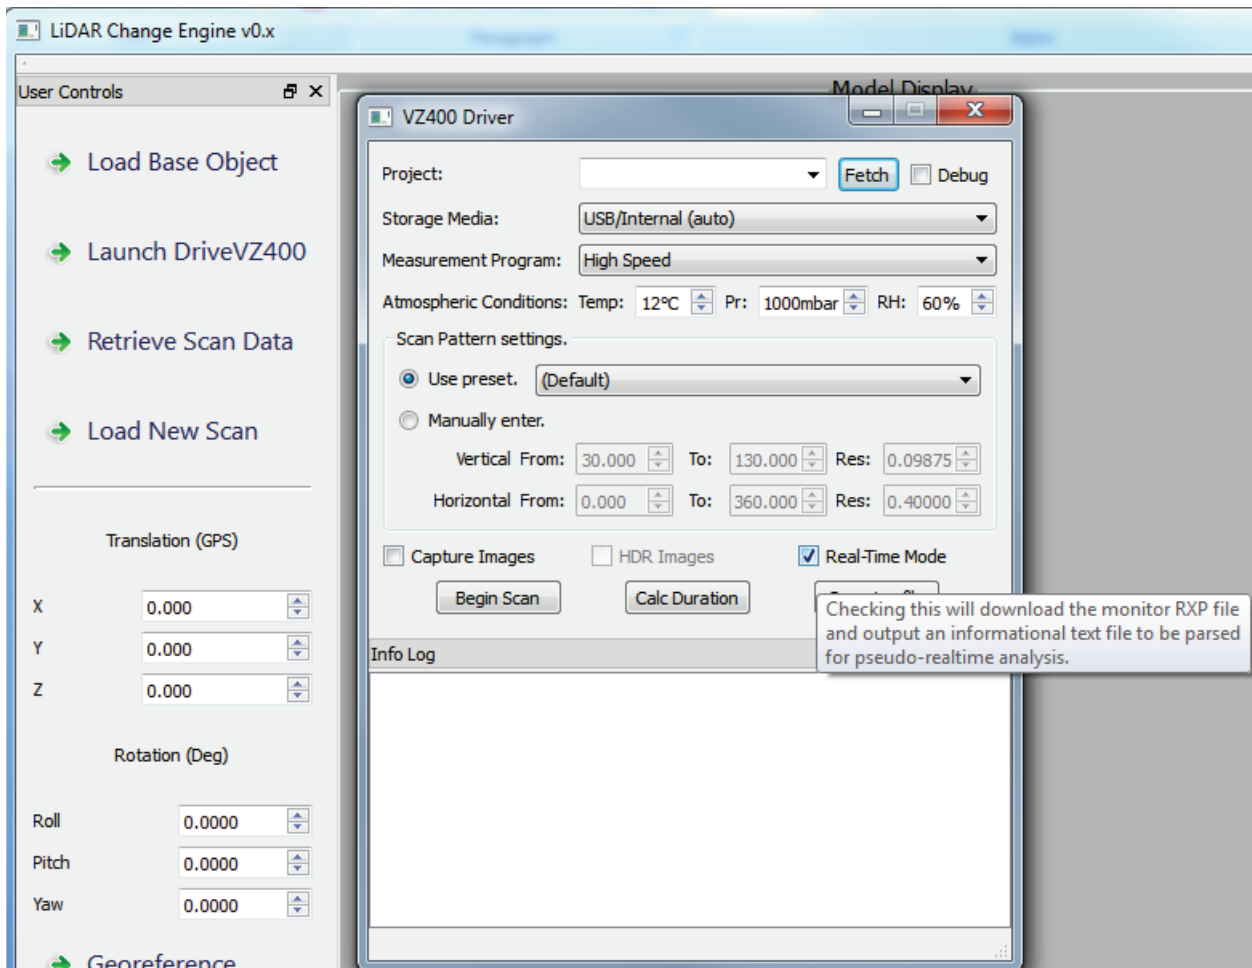 LiDAR Change Engine v0.x
User Controls
Model Display
Load Base Object
Launch DriveVZ400
Retrieve Scan Data
Load New Scan
Translation (GPS)
X 0.000
Y 0.000
Z 0.000
Rotation (Deg)
Roll 0.0000
Pitch 0.0000
Yaw 0.0000
Georeference
VZ400 Driver
Project: Fetch Debug
Storage Media: USB/Internal (auto)
Measurement Program: High Speed
Atmospheric Conditions: Temp: 12°C Pr: 1000mbar RH: 60%
Scan Pattern settings.
Use preset. (Default)
Manually enter.
Vertical From: 30.000 To: 130.000 Res: 0.09875
Horizontal From: 0.000 To: 360.000 Res: 0.40000
Capture Images HDR Images Real-Time Mode
Begin Scan Calc Duration
Checking this will download the monitor RXP file
and output an informational text file to be parsed
for pseudo-realtime analysis.
Info Log